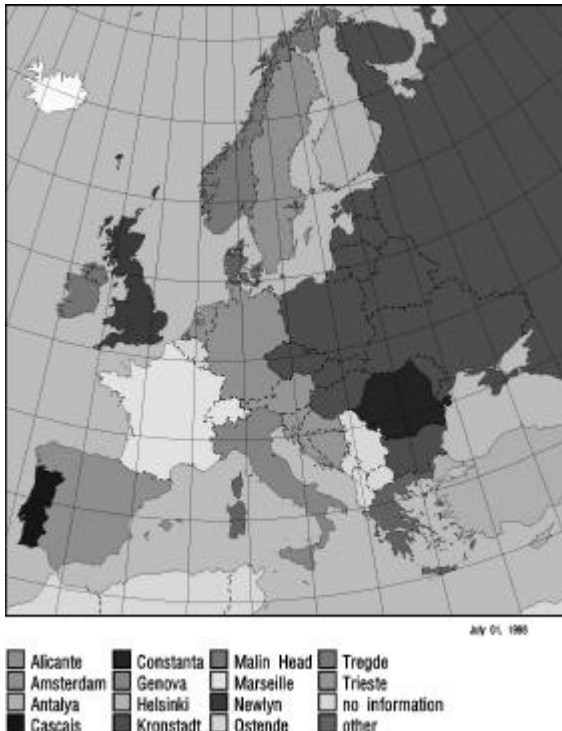 July 01, 1998
Alicante Constanta Malin Head Tregde
Amsterdam Genova Marseille Trieste
Antalya Helsinki Newlyn no information
Cascais Kronstadt Ostende other